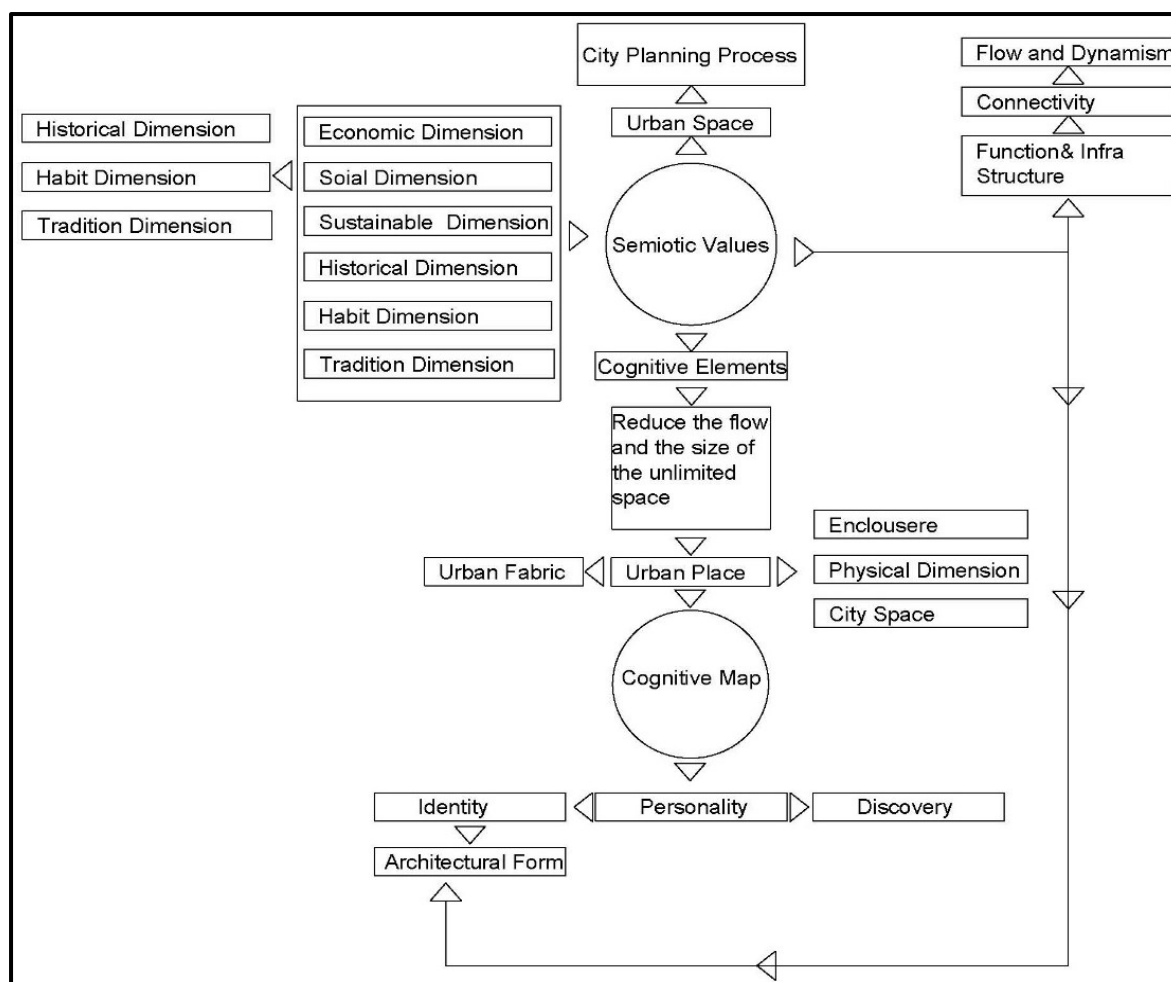 City Planning Process
Urban Space
Flow and Dynamism
Connectivity
Function& Infra
Structure
Historical Dimension
Habit Dimension
Tradition Dimension
Economic Dimension
Soial Dimension
Sustainable Dimension
Historical Dimension
Habit Dimension
Tradition Dimension
Semiotic Values
Cognitive Elements
Reduce the flow
and the size of
the unlimited
space
Urban Fabric
Urban Place
Enclousere
Physical Dimension
City Space
Cognitive Map
Identity
Personality
Discovery
Architectural Form